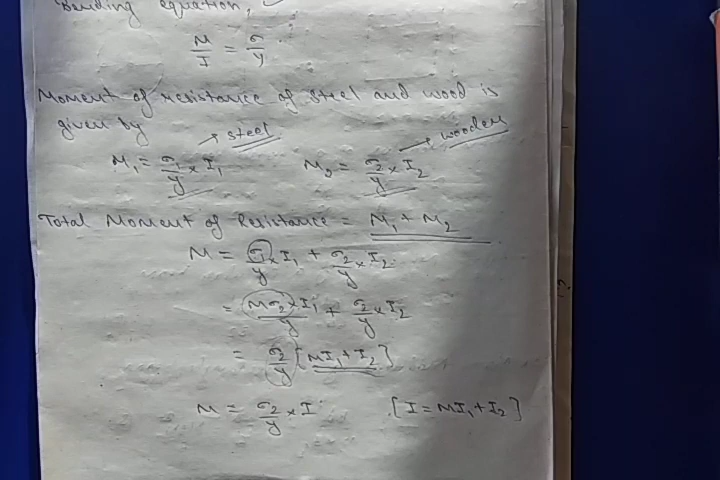 Bending equation,
M/I = σ/y
Moment of resistance of steel and wood is
given by
→ steel → wooden
M₁ = σ₁/y × I₁ M₂ = σ₂/y × I₂
Total Moment of Resistance = M₁ + M₂
M = σ₁/y × I₁ + σ₂/y × I₂
= mσ₂/y × I₁ + σ₂/y × I₂
= σ₂/y [mI₁ + I₂]
M = σ₂/y × I [I = mI₁ + I₂]